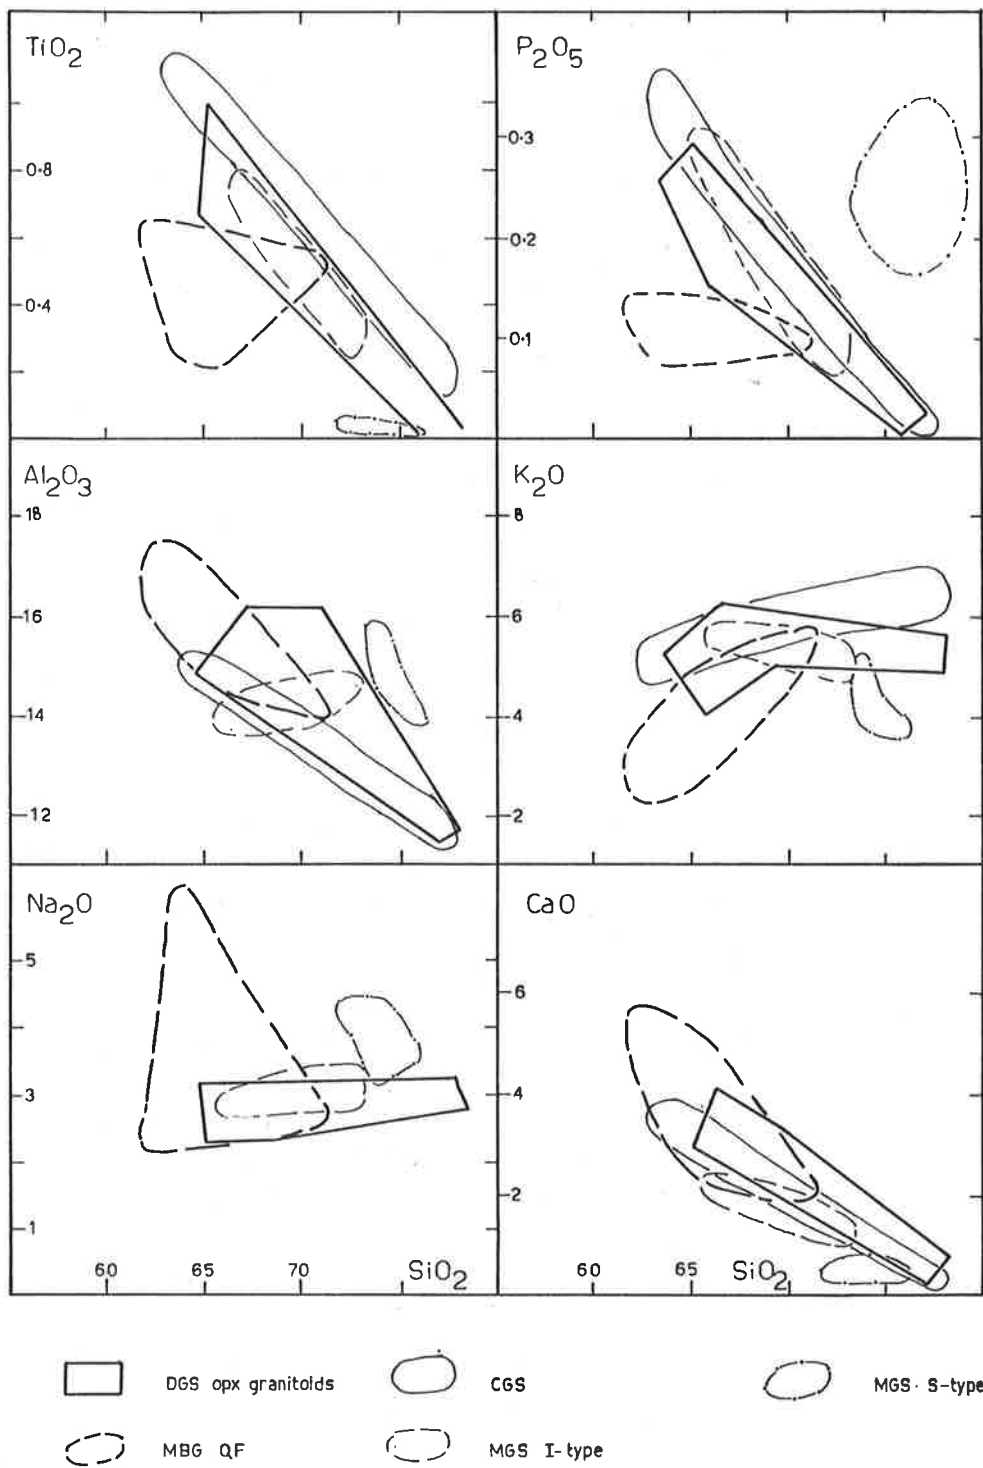 TiO2
P2O5
0.8
0.4
0.3
0.2
0.1
Al2O3
K2O
18
16
14
12
8
6
4
2
Na2O
CaO
5
3
1
6
4
2
60 65 70 SiO2
60 65 SiO2
DGS opx granitoids
CGS
MGS. S-type
MBG QF
MGS I-type